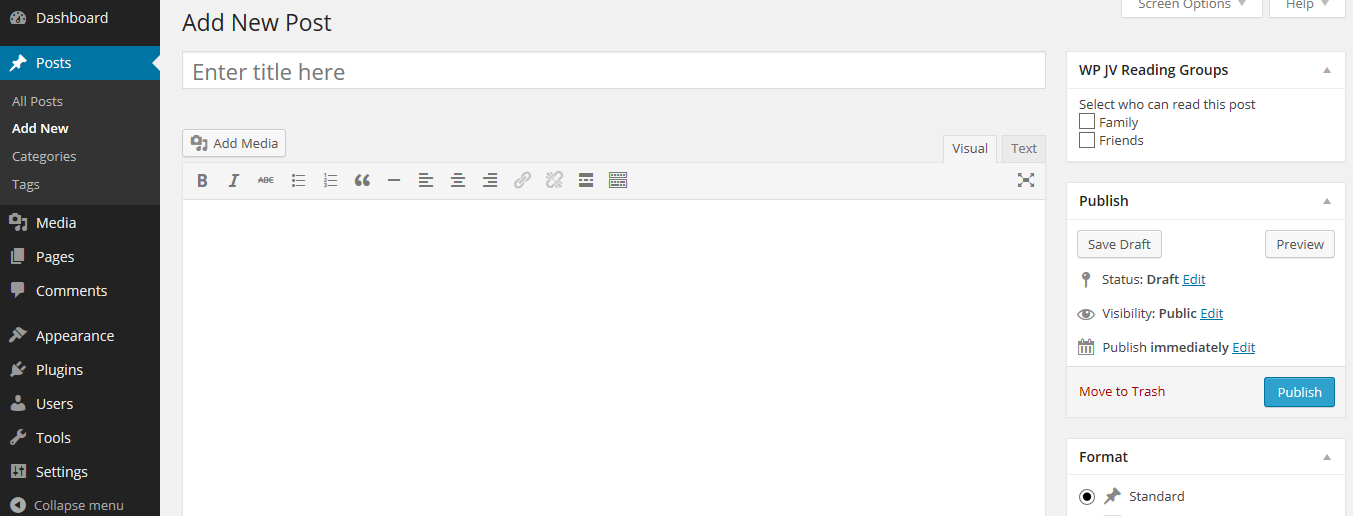 Dashboard
Posts
All Posts
Add New
Categories
Tags
Media
Pages
Comments
Appearance
Plugins
Users
Tools
Settings
Collapse menu
Screen Options
Help
Add New Post
Enter title here
Add Media
Visual
Text
B I ABC
WP JV Reading Groups
Select who can read this post
Family
Friends
Publish
Save Draft
Preview
Status: Draft Edit
Visibility: Public Edit
Publish immediately Edit
Move to Trash
Publish
Format
Standard